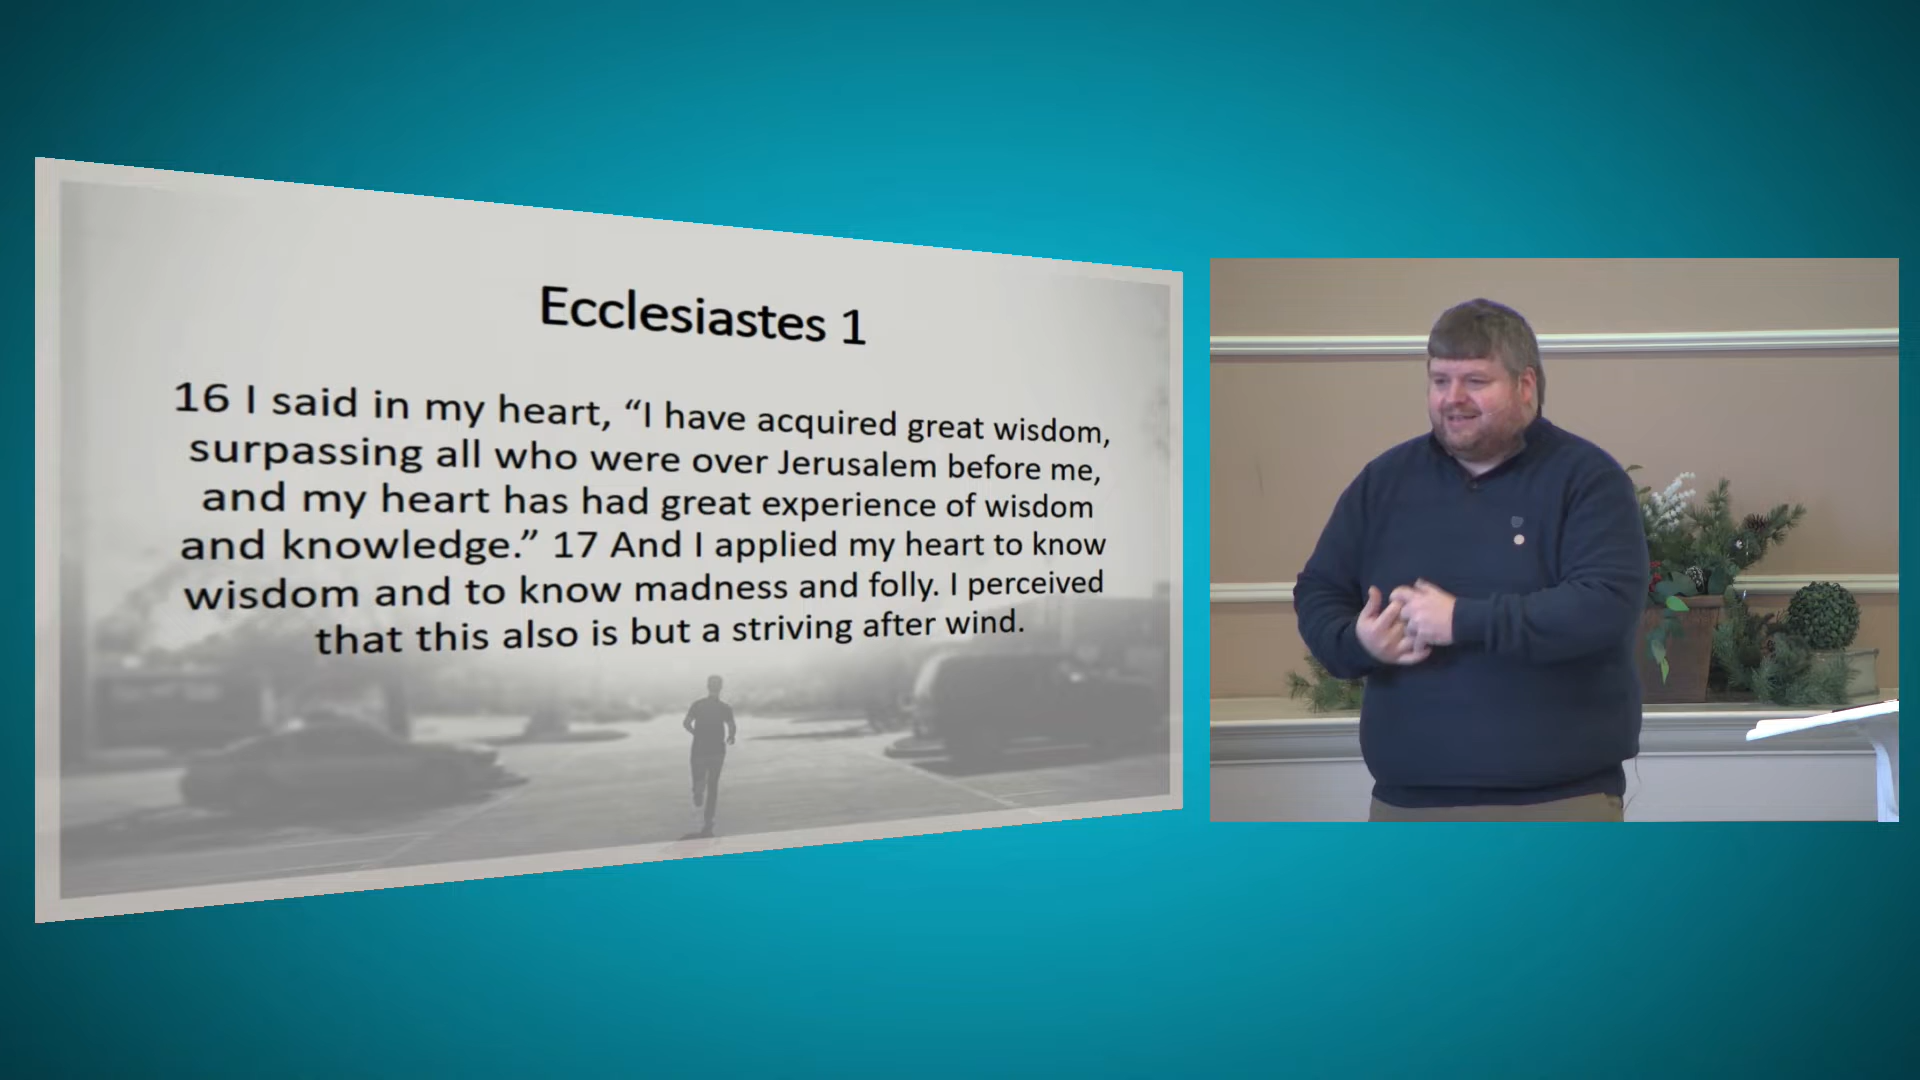 Ecclesiastes 1
16 I said in my heart, “I have acquired great wisdom,
surpassing all who were over Jerusalem before me,
and my heart has had great experience of wisdom
and knowledge.” 17 And I applied my heart to know
wisdom and to know madness and folly. I perceived
that this also is but a striving after wind.